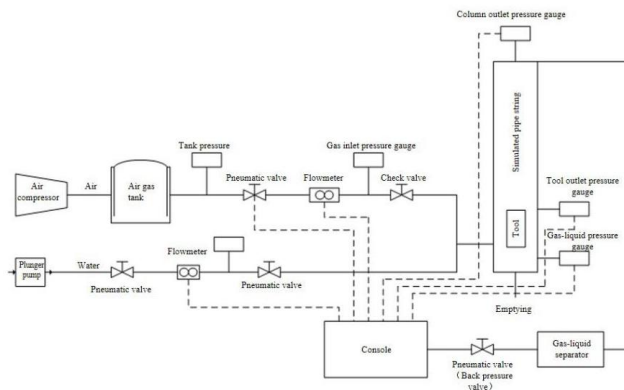 Column outlet pressure gauge
Simulated pipe string
Tank pressure
Gas inlet pressure gauge
Air
compressor
Air
Air gas
tank
Pneumatic valve
Flowmeter
Check valve
Tool outlet pressure
gauge
Tool
Gas-liquid pressure
gauge
Flowmeter
Plunger
pump
Water
Pneumatic valve
Pneumatic valve
Emptying
Console
Pneumatic valve
（Back pressure
valve）
Gas-liquid
separator